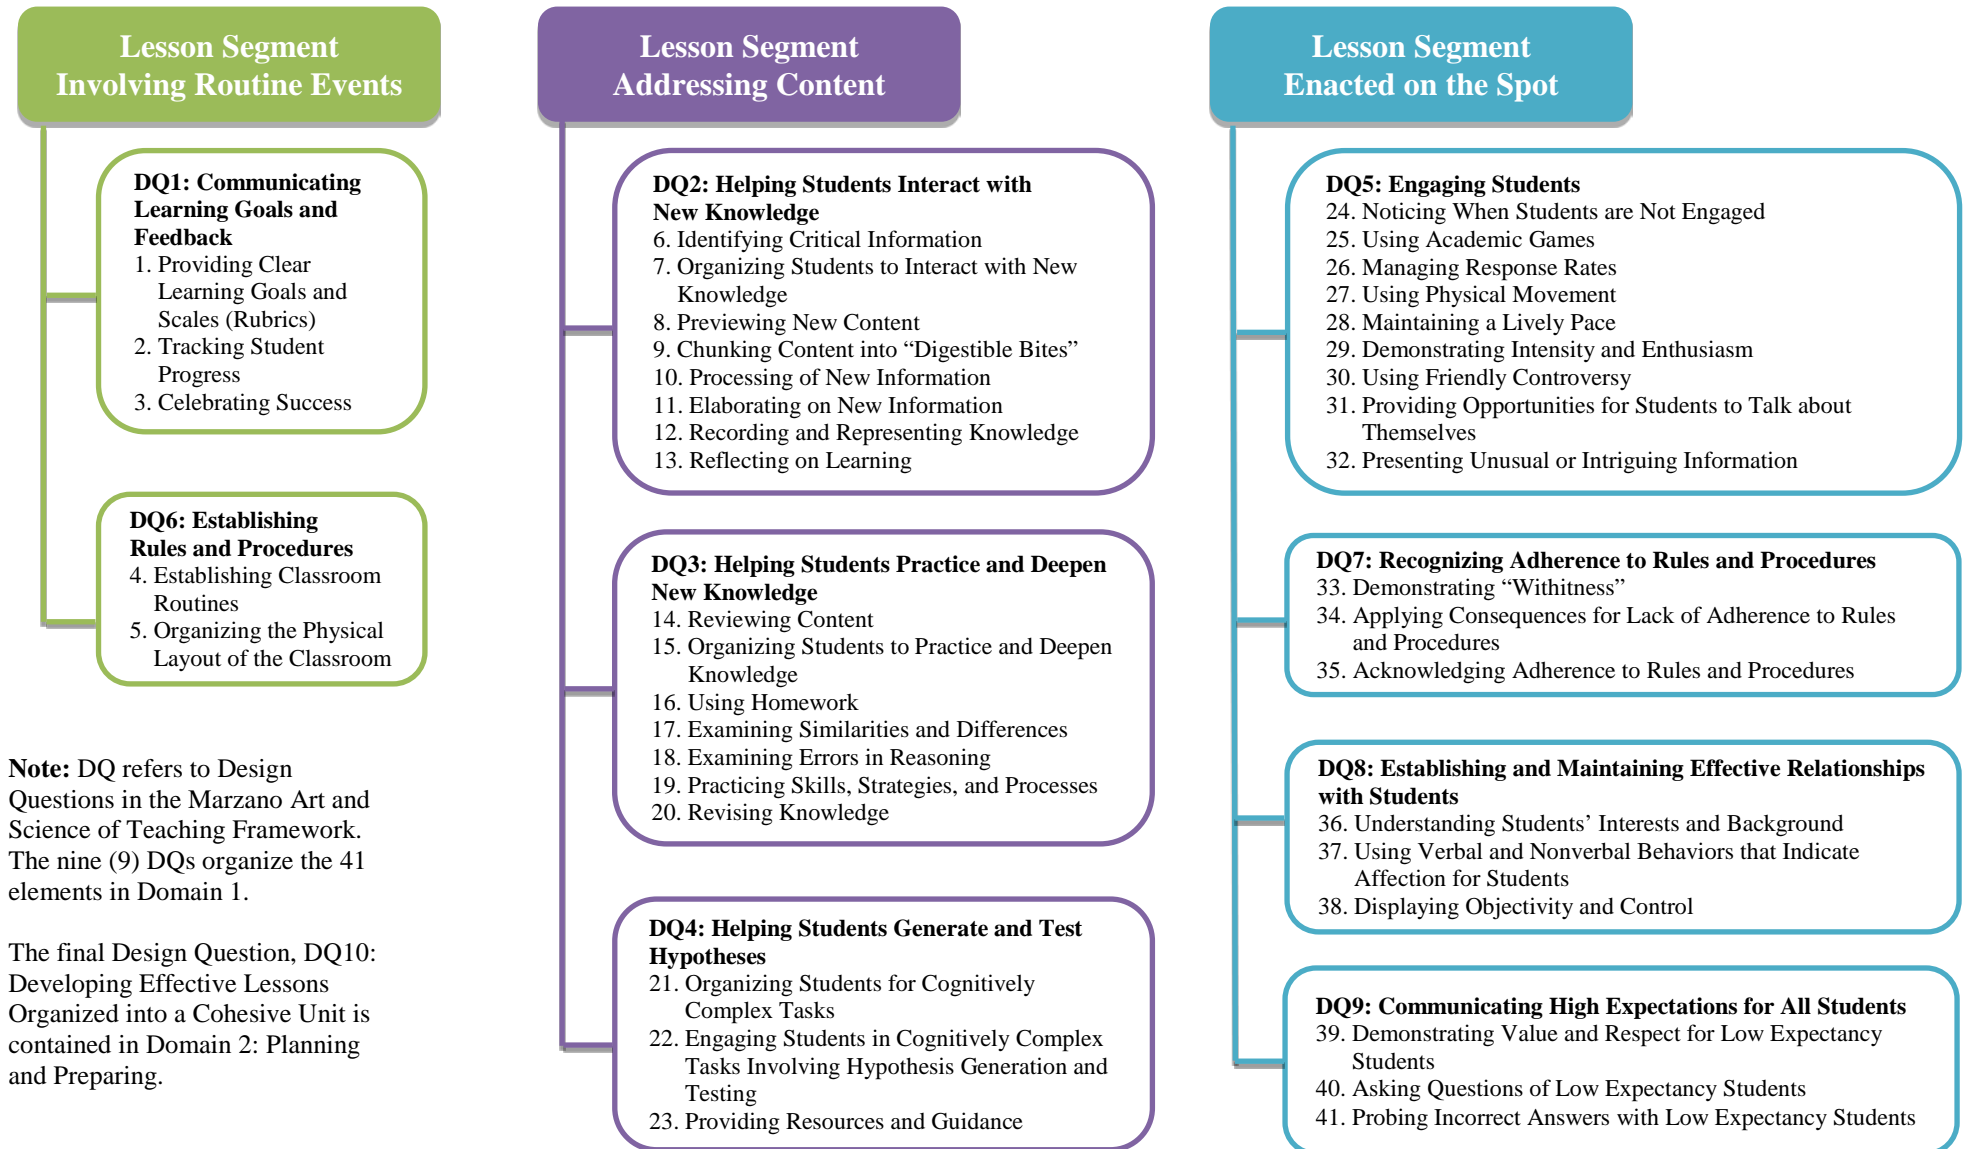 Lesson Segment
Involving Routine Events
DQ1: Communicating
Learning Goals and
Feedback
1. Providing Clear
Learning Goals and
Scales (Rubrics)
2. Tracking Student
Progress
3. Celebrating Success
DQ6: Establishing
Rules and Procedures
4. Establishing Classroom
Routines
5. Organizing the Physical
Layout of the Classroom
Note: DQ refers to Design
Questions in the Marzano Art and
Science of Teaching Framework.
The nine (9) DQs organize the 41
elements in Domain 1.
The final Design Question, DQ10:
Developing Effective Lessons
Organized into a Cohesive Unit is
contained in Domain 2: Planning
and Preparing.
Lesson Segment
Addressing Content
DQ2: Helping Students Interact with
New Knowledge
6. Identifying Critical Information
7. Organizing Students to Interact with New
Knowledge
8. Previewing New Content
9. Chunking Content into “Digestible Bites”
10. Processing of New Information
11. Elaborating on New Information
12. Recording and Representing Knowledge
13. Reflecting on Learning
DQ3: Helping Students Practice and Deepen
New Knowledge
14. Reviewing Content
15. Organizing Students to Practice and Deepen
Knowledge
16. Using Homework
17. Examining Similarities and Differences
18. Examining Errors in Reasoning
19. Practicing Skills, Strategies, and Processes
20. Revising Knowledge
DQ4: Helping Students Generate and Test
Hypotheses
21. Organizing Students for Cognitively
Complex Tasks
22. Engaging Students in Cognitively Complex
Tasks Involving Hypothesis Generation and
Testing
23. Providing Resources and Guidance
Lesson Segment
Enacted on the Spot
DQ5: Engaging Students
24. Noticing When Students are Not Engaged
25. Using Academic Games
26. Managing Response Rates
27. Using Physical Movement
28. Maintaining a Lively Pace
29. Demonstrating Intensity and Enthusiasm
30. Using Friendly Controversy
31. Providing Opportunities for Students to Talk about
Themselves
32. Presenting Unusual or Intriguing Information
DQ7: Recognizing Adherence to Rules and Procedures
33. Demonstrating “Withitness”
34. Applying Consequences for Lack of Adherence to Rules
and Procedures
35. Acknowledging Adherence to Rules and Procedures
DQ8: Establishing and Maintaining Effective Relationships
with Students
36. Understanding Students’ Interests and Background
37. Using Verbal and Nonverbal Behaviors that Indicate
Affection for Students
38. Displaying Objectivity and Control
DQ9: Communicating High Expectations for All Students
39. Demonstrating Value and Respect for Low Expectancy
Students
40. Asking Questions of Low Expectancy Students
41. Probing Incorrect Answers with Low Expectancy Students